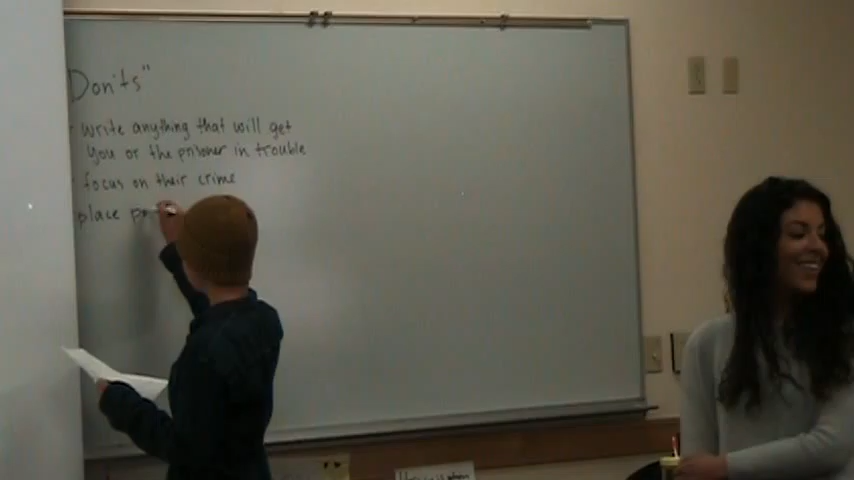 Don'ts"
- write anything that will get
you or the prisoner in trouble
- focus on their crime
place